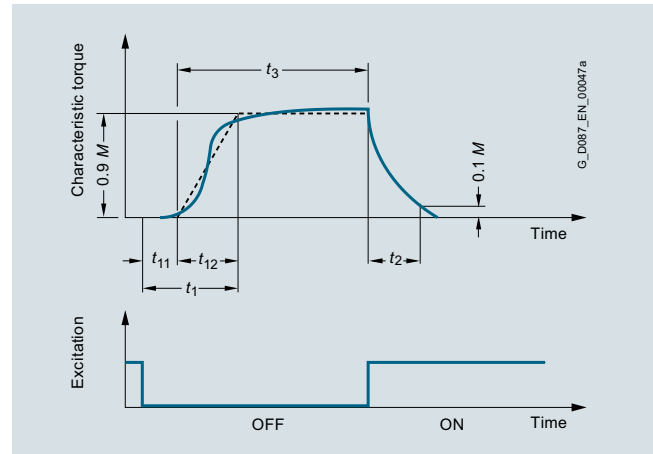 Characteristic torque
t3
0.9 M
0.1 M
G_D087_EN_00047a
Time
t11
t12
t2
t1
Excitation
OFF
ON
Time